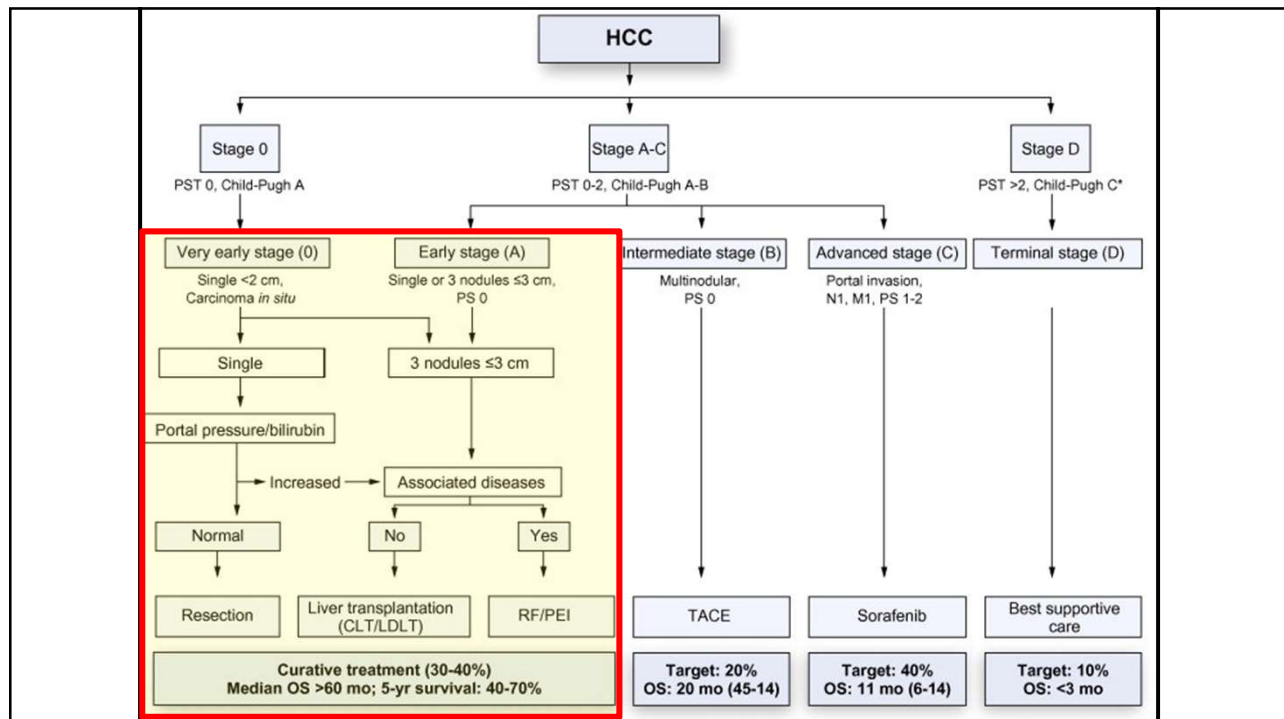 HCC
Stage 0
PST 0, Child-Pugh A
Stage A-C
PST 0-2, Child-Pugh A-B
Stage D
PST >2, Child-Pugh C*
Very early stage (0)
Single <2 cm,
Carcinoma in situ
Early stage (A)
Single or 3 nodules ≤3 cm,
PS 0
Intermediate stage (B)
Multinodular,
PS 0
Advanced stage (C)
Portal invasion,
N1, M1, PS 1-2
Terminal stage (D)
Single
3 nodules ≤3 cm
Portal pressure/bilirubin
Increased
Associated diseases
Normal
No
Yes
Resection
Liver transplantation
(CLT/LDLT)
RF/PEI
TACE
Sorafenib
Best supportive
care
Curative treatment (30-40%)
Median OS >60 mo; 5-yr survival: 40-70%
Target: 20%
OS: 20 mo (45-14)
Target: 40%
OS: 11 mo (6-14)
Target: 10%
OS: <3 mo